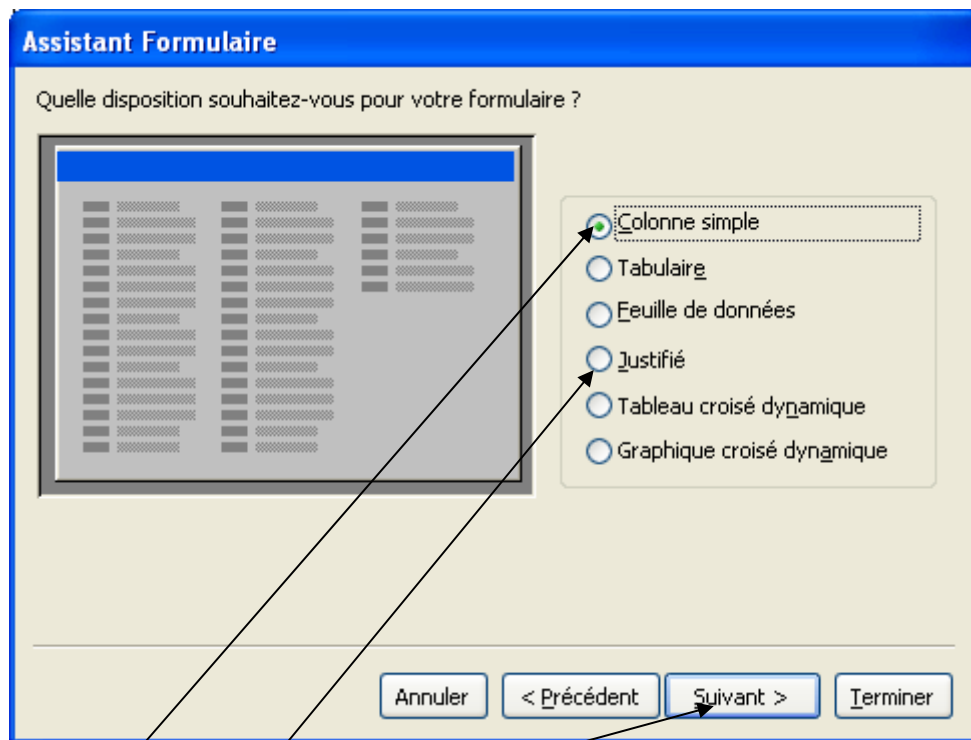 Assistant Formulaire
Quelle disposition souhaitez-vous pour votre formulaire ?
Colonne simple
Tabulaire
Feuille de données
Justifié
Tableau croisé dynamique
Graphique croisé dynamique
Annuler
< Précédent
Suivant >
Terminer